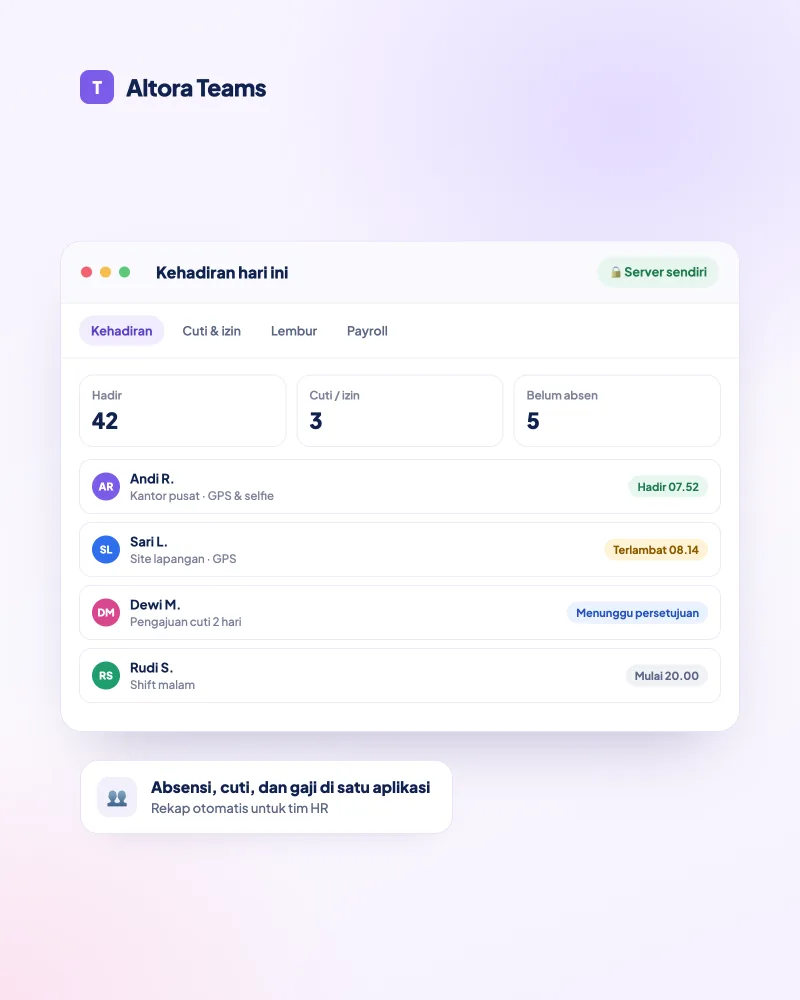 T Altora Teams
Kehadiran hari ini
🔒 Server sendiri
Kehadiran Cuti & izin Lembur Payroll
Hadir Cuti / izin Belum absen
42 3 5
AR Andi R.
Kantor pusat · GPS & selfie
Hadir 07.52
SL Sari L.
Site lapangan · GPS
Terlambat 08.14
DM Dewi M.
Pengajuan cuti 2 hari
Menunggu persetujuan
RS Rudi S.
Shift malam
Mulai 20.00
Absensi, cuti, dan gaji di satu aplikasi
Rekap otomatis untuk tim HR